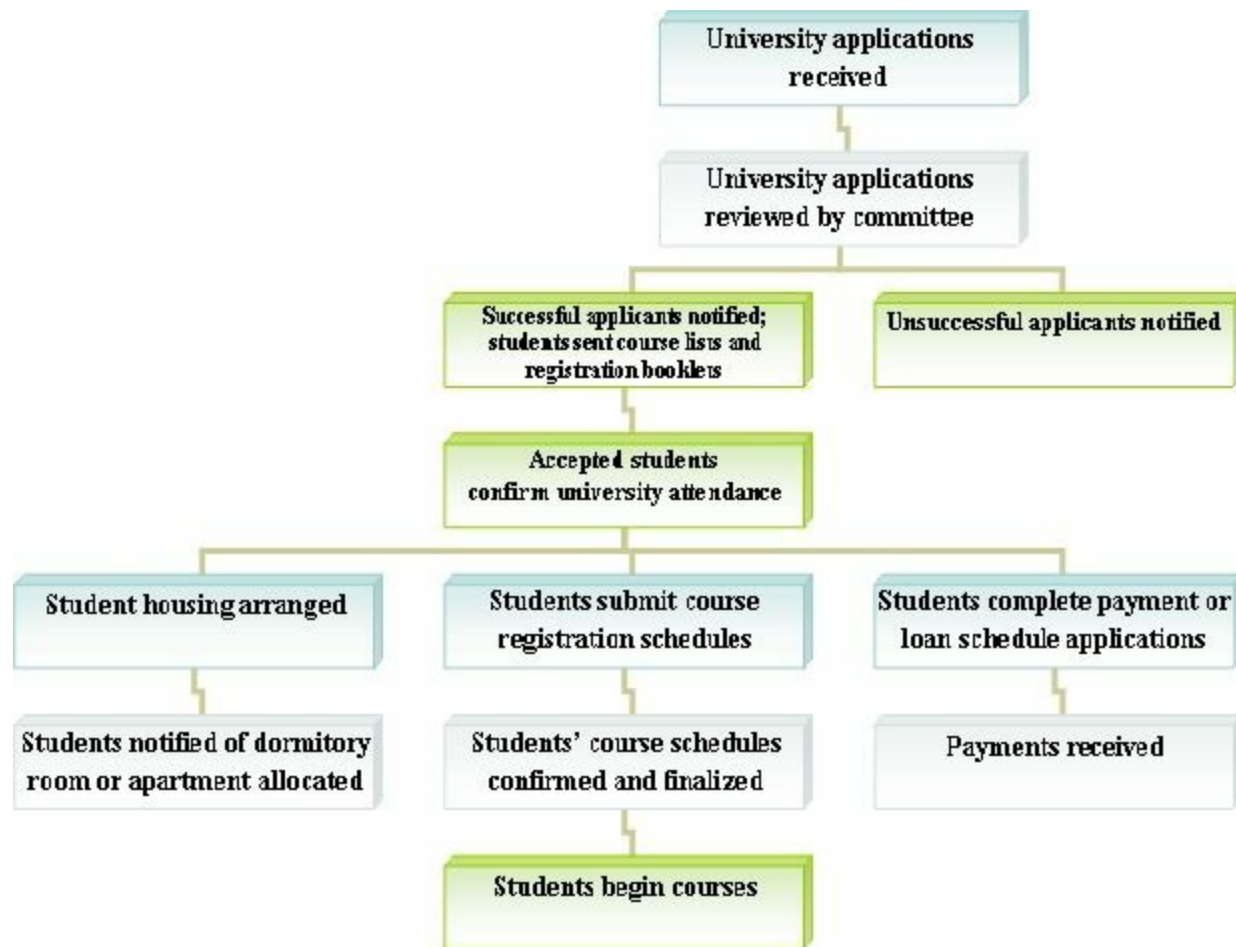 University applications
received
University applications
reviewed by committee
Successful applicants notified;
students sent course lists and
registration booklets
Unsuccessful applicants notified
Accepted students
confirm university attendance
Student housing arranged
Students submit course
registration schedules
Students complete payment or
loan schedule applications
Students notified of dormitory
room or apartment allocated
Students’ course schedules
confirmed and finalized
Payments received
Students begin courses